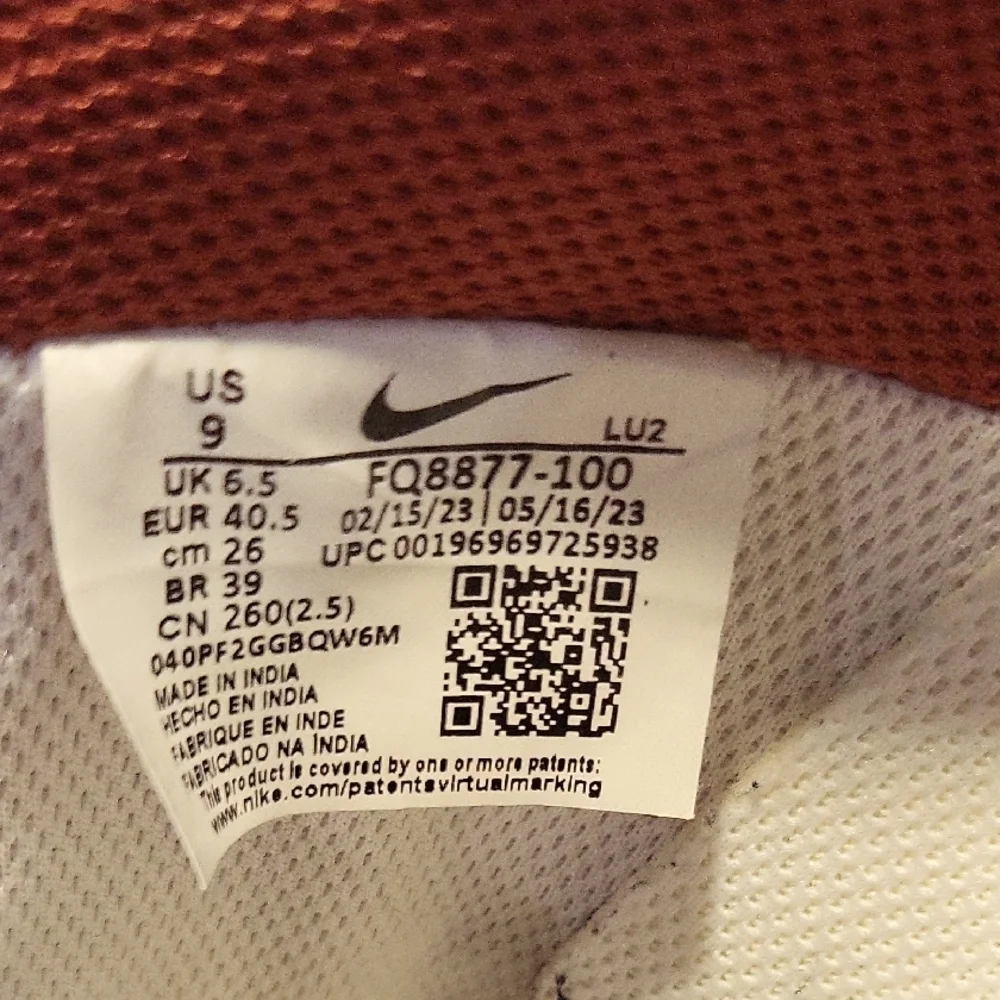 US
9
LU2
UK 6.5
FQ8877-100
EUR 40.5
02/15/23 | 05/16/23
cm 26
UPC 00196969725938
BR 39
CN 260(2.5)
040PF2GGBQW6M
MADE IN INDIA
HECHO EN INDIA
FABRIQUE EN INDE
FABRICADO NA ÍNDIA
This product is covered by one or more patents:
www.nike.com/patentsvirtualmarking